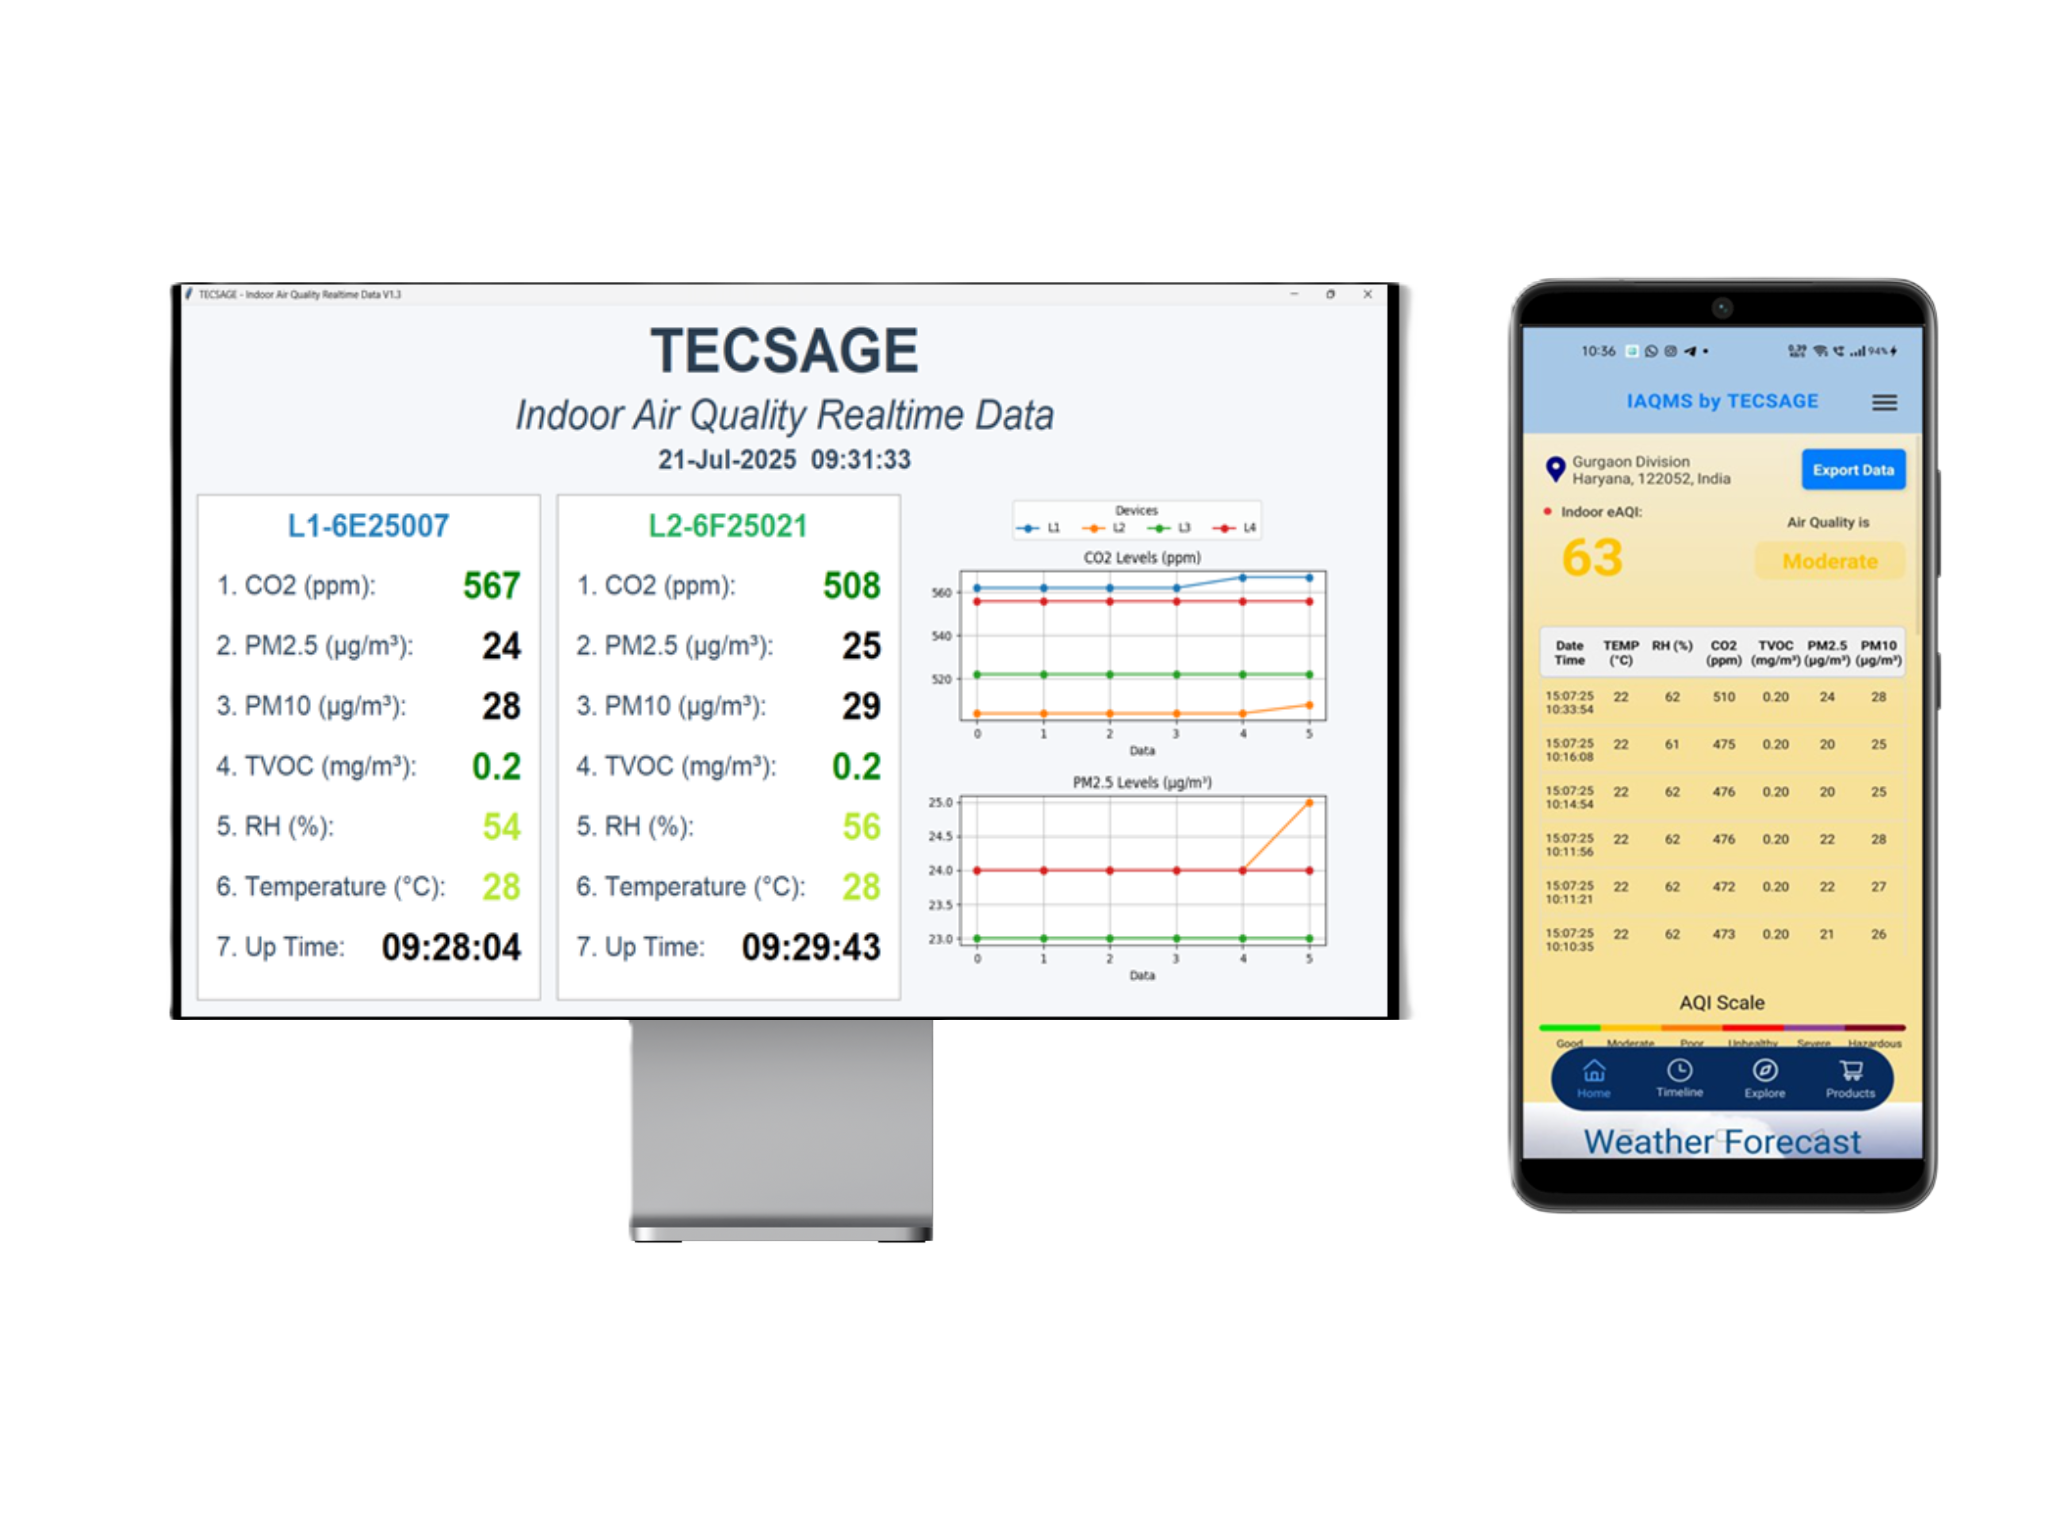 TECSAGE - Indoor Air Quality Realtime Data V1.3
TECSAGE
Indoor Air Quality Realtime Data
21-Jul-2025 09:31:33
L1-6E25007
1. CO2 (ppm): 567
2. PM2.5 (µg/m³): 24
3. PM10 (µg/m³): 28
4. TVOC (mg/m³): 0.2
5. RH (%): 54
6. Temperature (°C): 28
7. Up Time: 09:28:04
L2-6F25021
1. CO2 (ppm): 508
2. PM2.5 (µg/m³): 25
3. PM10 (µg/m³): 29
4. TVOC (mg/m³): 0.2
5. RH (%): 56
6. Temperature (°C): 28
7. Up Time: 09:29:43
Devices
L1 L2 L3 L4
CO2 Levels (ppm)
560
540
520
0 1 2 3 4 5
Data
PM2.5 Levels (µg/m³)
25.0
24.5
24.0
23.5
23.0
0 1 2 3 4 5
Data
10:36 94%
IAQMS by TECSAGE
Gurgaon Division
Haryana, 122052, India
Export Data
Indoor eAQI:
63
Air Quality is
Moderate
Date TEMP RH (%) CO2 TVOC PM2.5 PM10
Time (°C) (ppm) (mg/m³) (µg/m³) (µg/m³)
15:07:25 22 62 510 0.20 24 28
10:33:54
15:07:25 22 61 475 0.20 20 25
10:16:08
15:07:25 22 62 476 0.20 20 25
10:14:54
15:07:25 22 62 476 0.20 22 28
10:11:56
15:07:25 22 62 472 0.20 22 27
10:11:21
15:07:25 22 62 473 0.20 21 26
10:10:35
AQI Scale
Good Moderate Poor Unhealthy Severe Hazardous
Home Timeline Explore Products
Weather Forecast